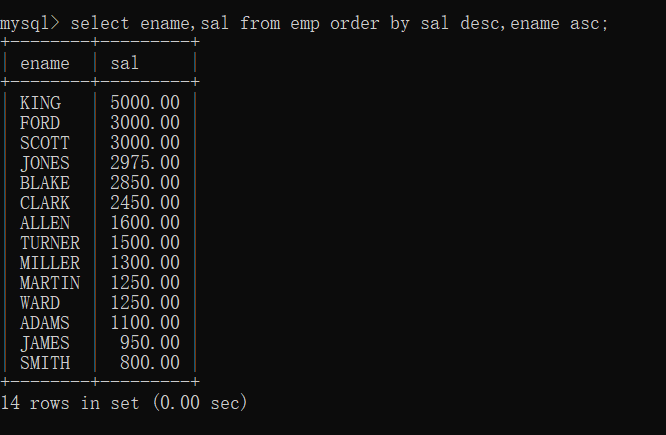 mysql> select ename,sal from emp order by sal desc,ename asc;
+--------+---------+
| ename  | sal     |
+--------+---------+
| KING   | 5000.00 |
| FORD   | 3000.00 |
| SCOTT  | 3000.00 |
| JONES  | 2975.00 |
| BLAKE  | 2850.00 |
| CLARK  | 2450.00 |
| ALLEN  | 1600.00 |
| TURNER | 1500.00 |
| MILLER | 1300.00 |
| MARTIN | 1250.00 |
| WARD   | 1250.00 |
| ADAMS  | 1100.00 |
| JAMES  |  950.00 |
| SMITH  |  800.00 |
+--------+---------+
14 rows in set (0.00 sec)